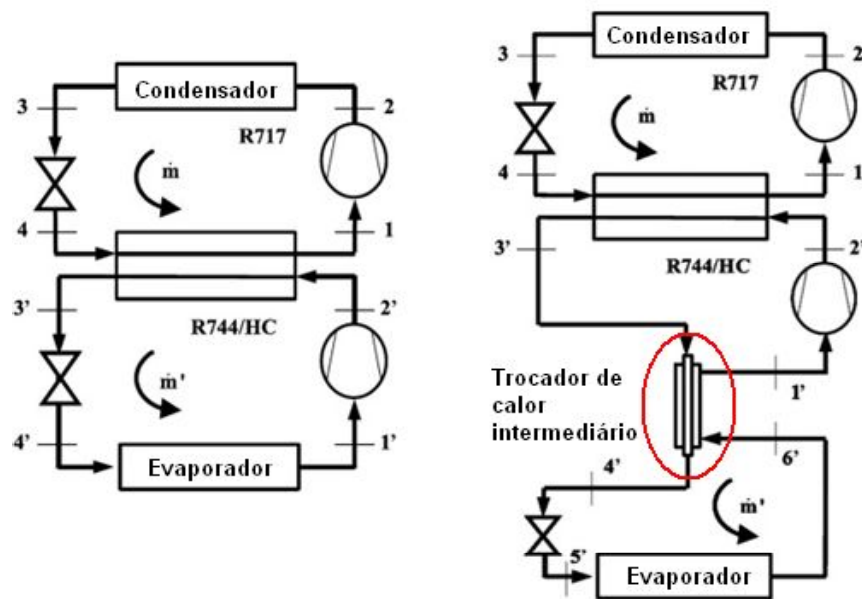 Condensador
3
2
R717
ṁ
4
1
3'
2'
R744/HC
ṁ'
4'
1'
Evaporador
Condensador
3
2
R717
ṁ
4
1
3'
2'
R744/HC
Trocador de
calor
intermediário
1'
4'
6'
ṁ'
5'
Evaporador